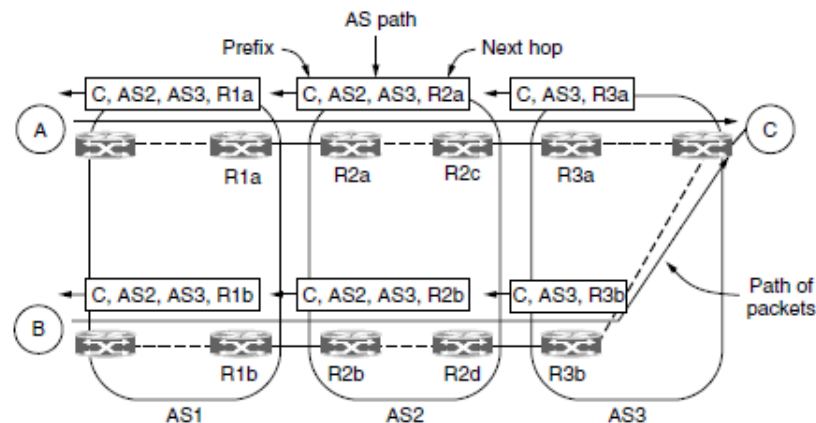 AS path
Prefix
Next hop
C, AS2, AS3, R1a
C, AS2, AS3, R2a
C, AS3, R3a
A
C
R1a
R2a
R2c
R3a
C, AS2, AS3, R1b
C, AS2, AS3, R2b
C, AS3, R3b
Path of
packets
B
R1b
R2b
R2d
R3b
AS1
AS2
AS3